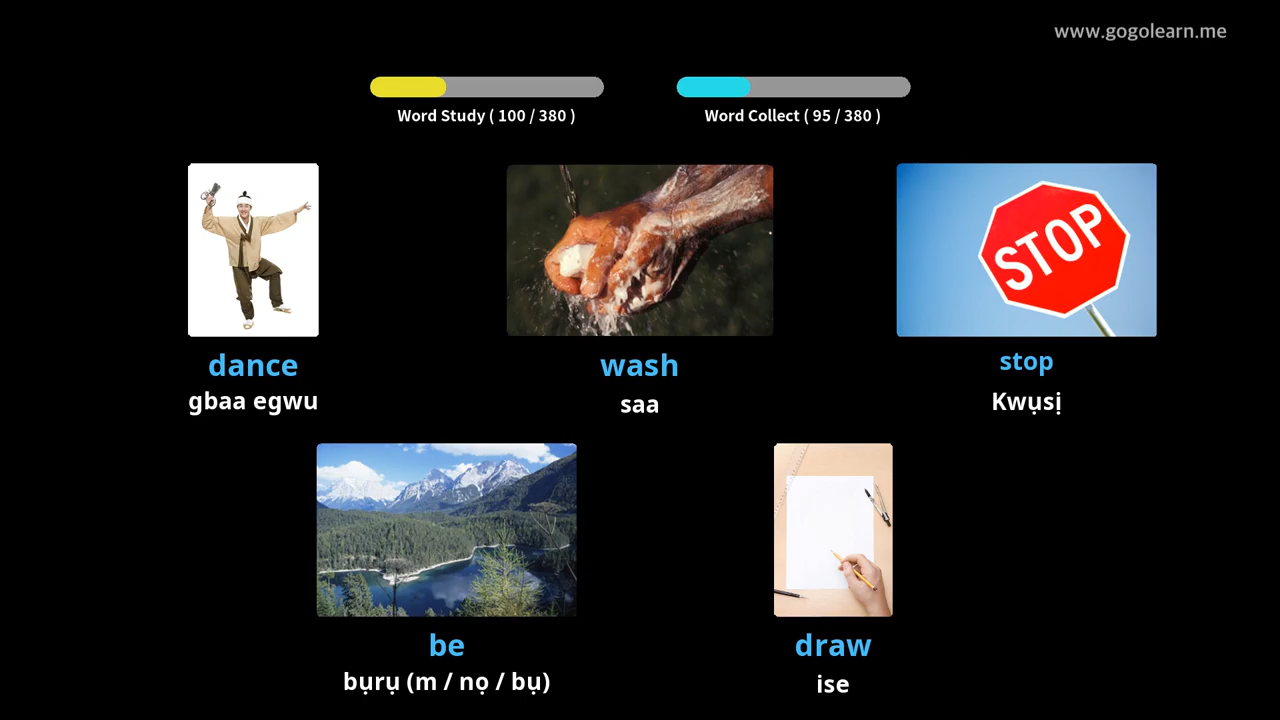 www.gogolearn.me
Word Study ( 100 / 380 )
Word Collect ( 95 / 380 )
STOP
dance
gbaa egwu
wash
saa
stop
Kwụsị
be
bụrụ (m / nọ / bụ)
draw
ise